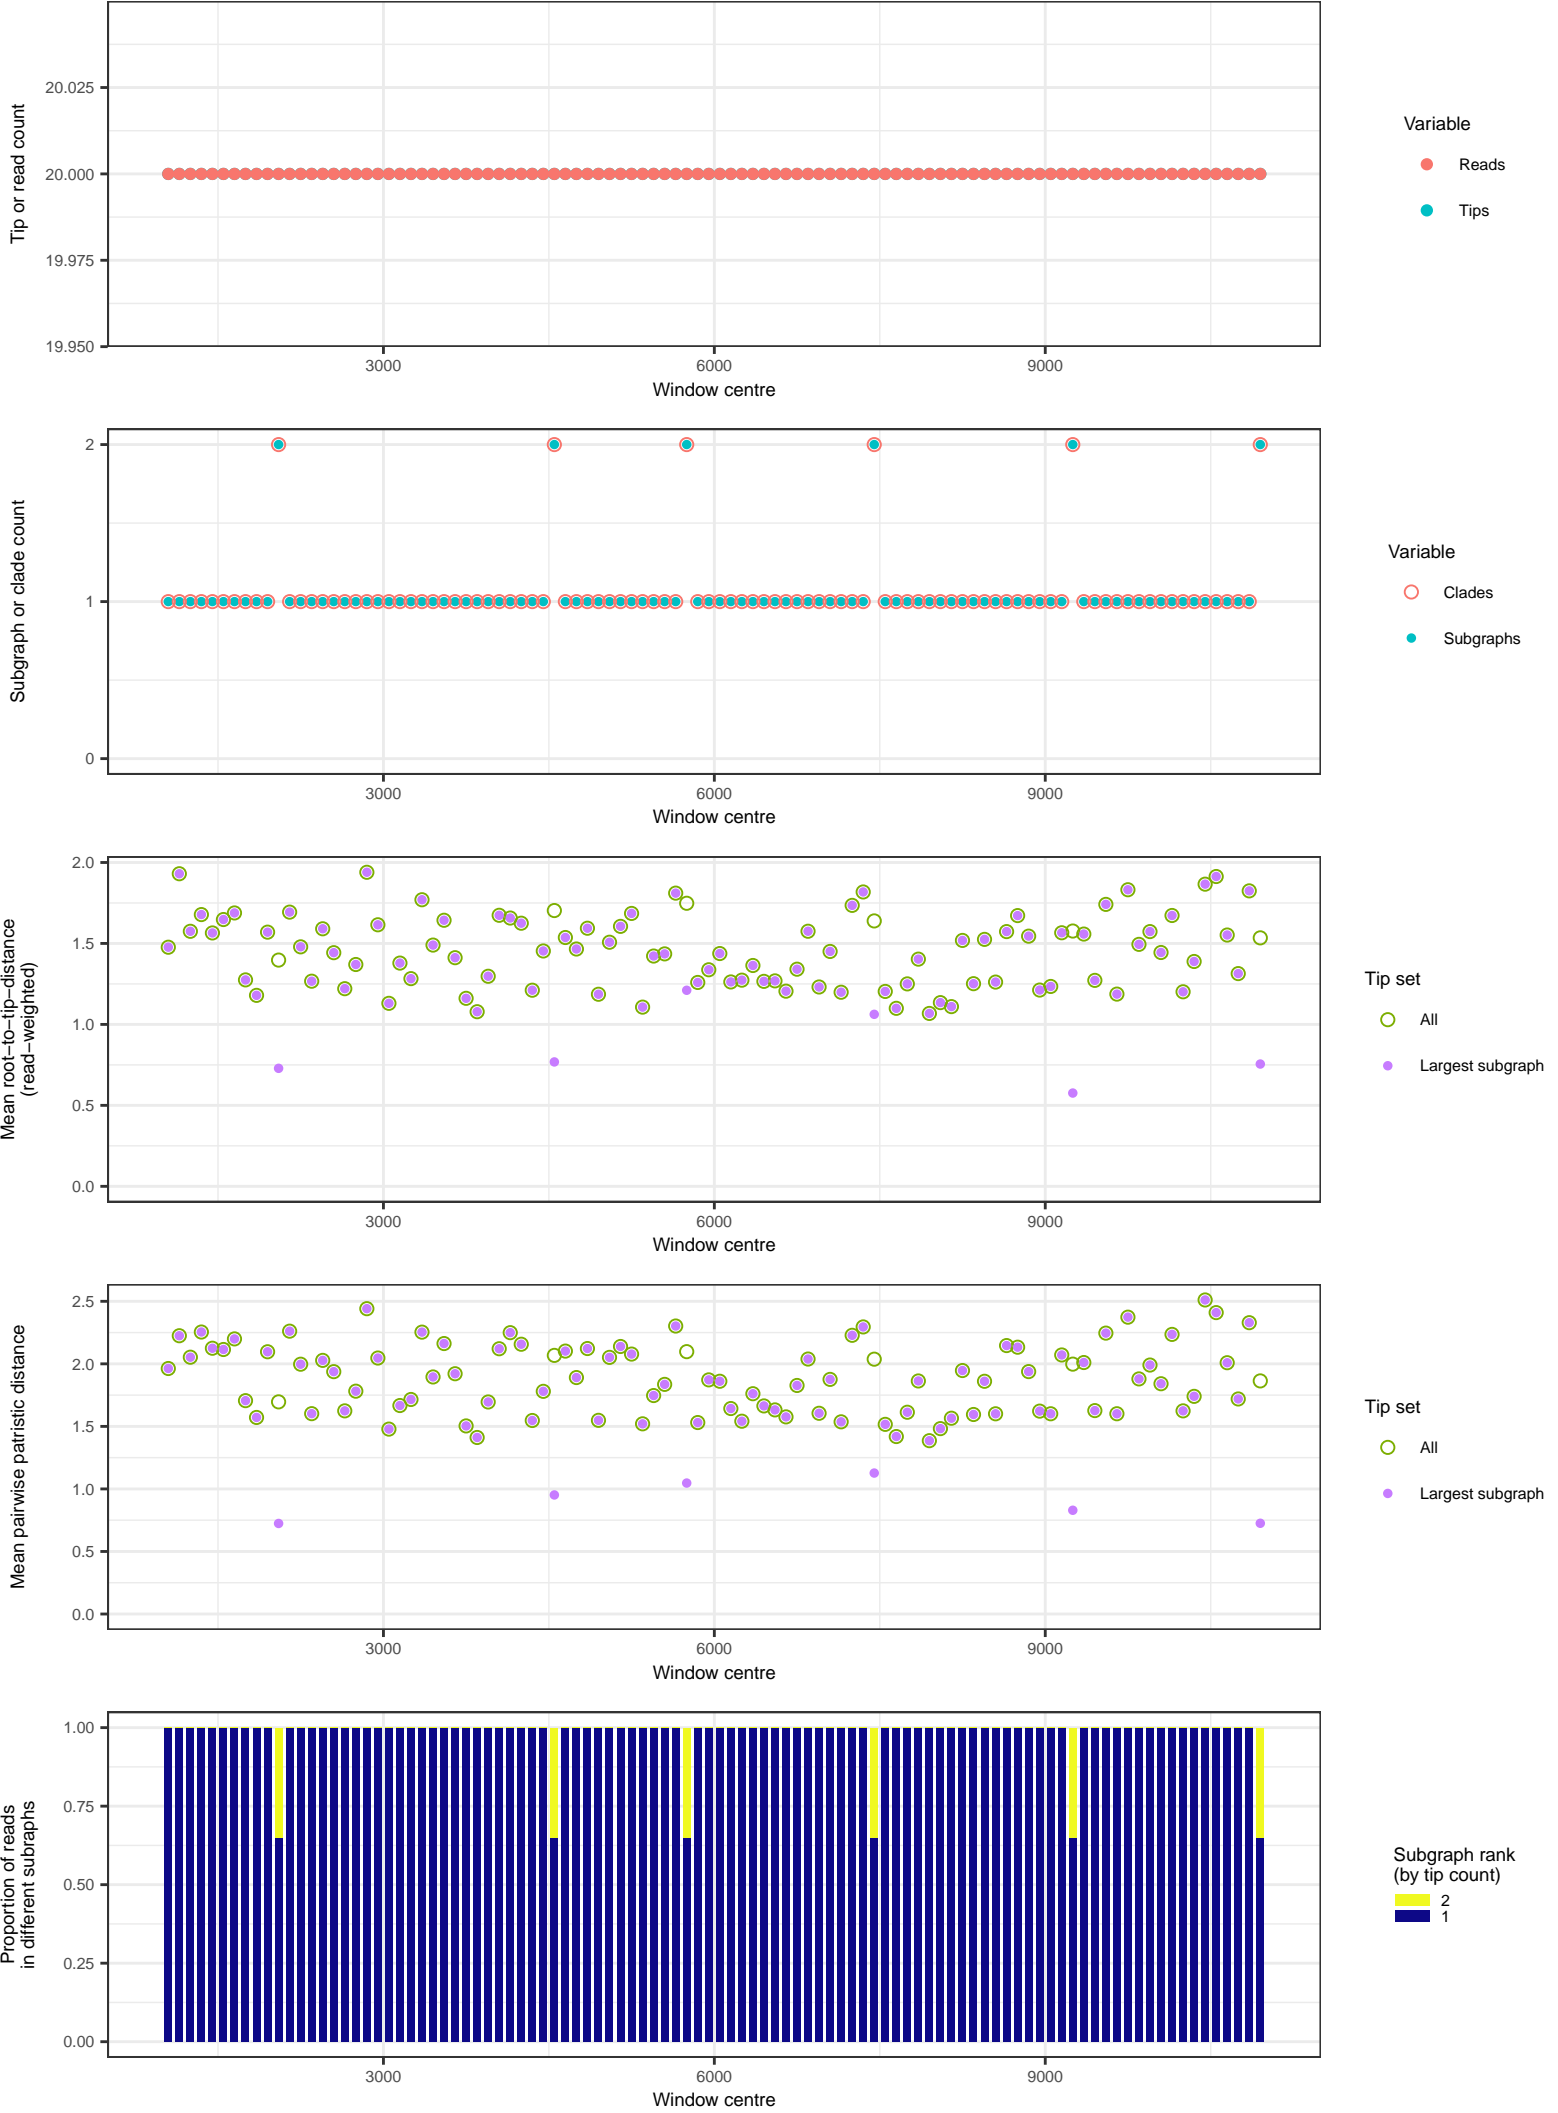 20.025
20.000
19.975
19.950
Tip or read count
3000
6000
9000
Window centre
Variable
Reads
Tips
2
1
0
Subgraph or clade count
3000
6000
9000
Window centre
Variable
Clades
Subgraphs
2.0
1.5
1.0
0.5
0.0
Mean root−to−tip−distance
(read−weighted)
3000
6000
9000
Window centre
Tip set
All
Largest subgraph
2.5
2.0
1.5
1.0
0.5
0.0
Mean pairwise patristic distance
3000
6000
9000
Window centre
Tip set
All
Largest subgraph
1.00
0.75
0.50
0.25
0.00
Proportion of reads
in different subraphs
3000
6000
9000
Window centre
Subgraph rank
(by tip count)
2
1